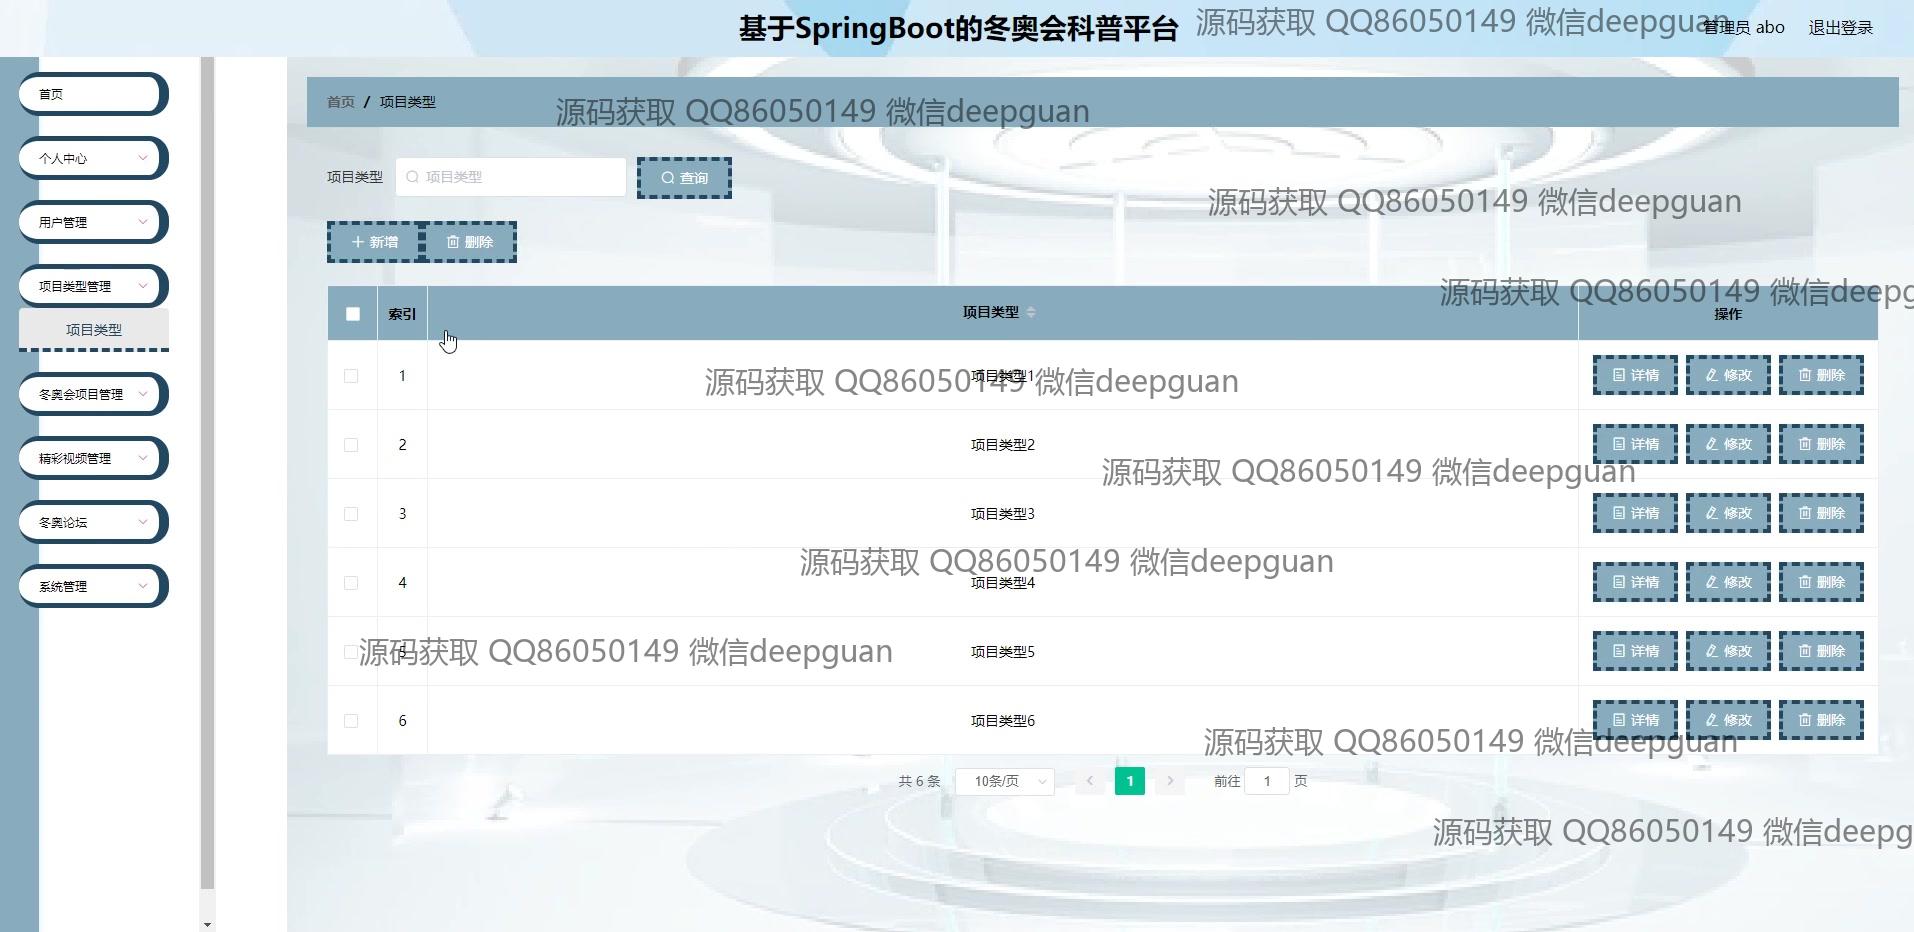 基于SpringBoot的冬奥会科普平台
源码获取 QQ86050149 微信deepguan
管理员 abo
退出登录
首页
个人中心
用户管理
项目类型管理
项目类型
冬奥会项目管理
精彩视频管理
冬奥论坛
系统管理
首页 / 项目类型
源码获取 QQ86050149 微信deepguan
项目类型
项目类型
查询
源码获取 QQ86050149 微信deepguan
新增
删除
源码获取 QQ86050149 微信deepg
索引
项目类型
操作
1
项目类型1
详情
修改
删除
源码获取 QQ86050149 微信deepguan
2
项目类型2
详情
修改
删除
源码获取 QQ86050149 微信deepguan
3
项目类型3
详情
修改
删除
源码获取 QQ86050149 微信deepguan
4
项目类型4
详情
修改
删除
5
项目类型5
详情
修改
删除
源码获取 QQ86050149 微信deepguan
6
项目类型6
详情
修改
删除
源码获取 QQ86050149 微信deepguan
共 6 条
10条/页
1
前往 1 页
源码获取 QQ86050149 微信deepg